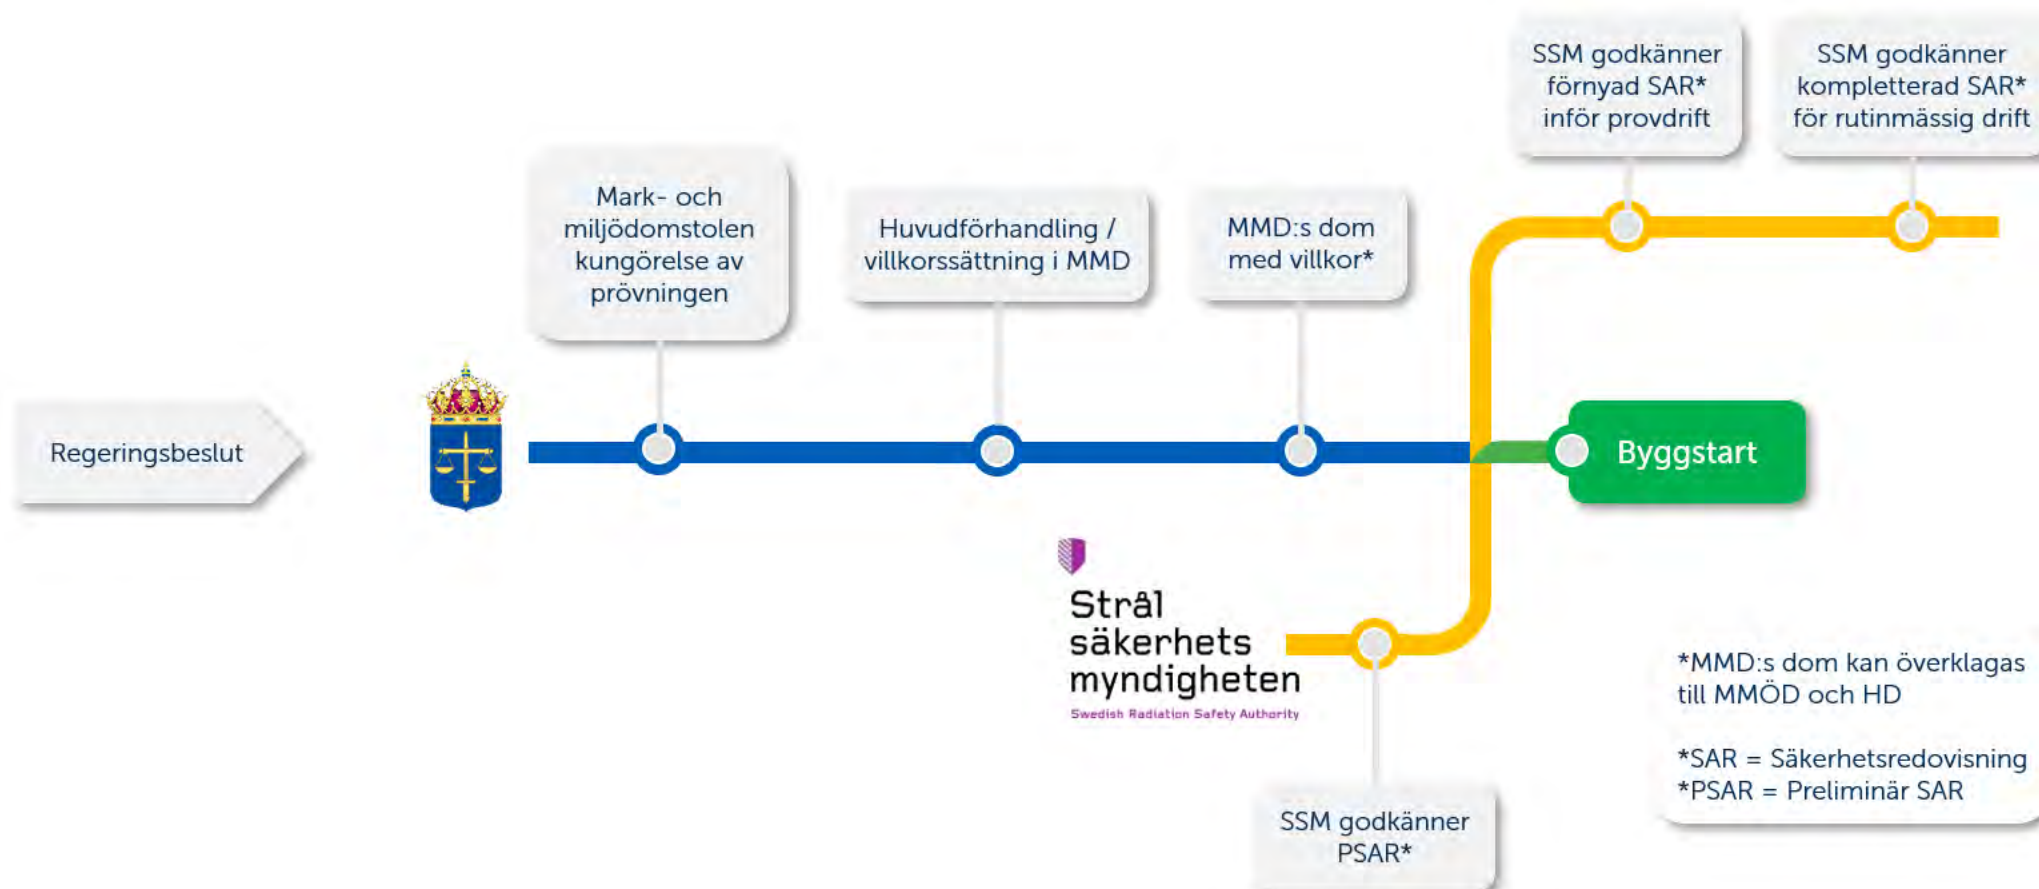 Regeringsbeslut
Mark- och
miljödomstolen
kungörelse av
prövningen
Huvudförhandling /
villkorssättning i MMD
MMD:s dom
med villkor*
SSM godkänner
förnyad SAR*
inför provdrift
SSM godkänner
kompletterad SAR*
för rutinmässig drift
Byggstart
Strål
säkerhets
myndigheten
Swedish Radiation Safety Authority
SSM godkänner
PSAR*
*MMD:s dom kan överklagas
till MMÖD och HD
*SAR = Säkerhetsredovisning
*PSAR = Preliminär SAR